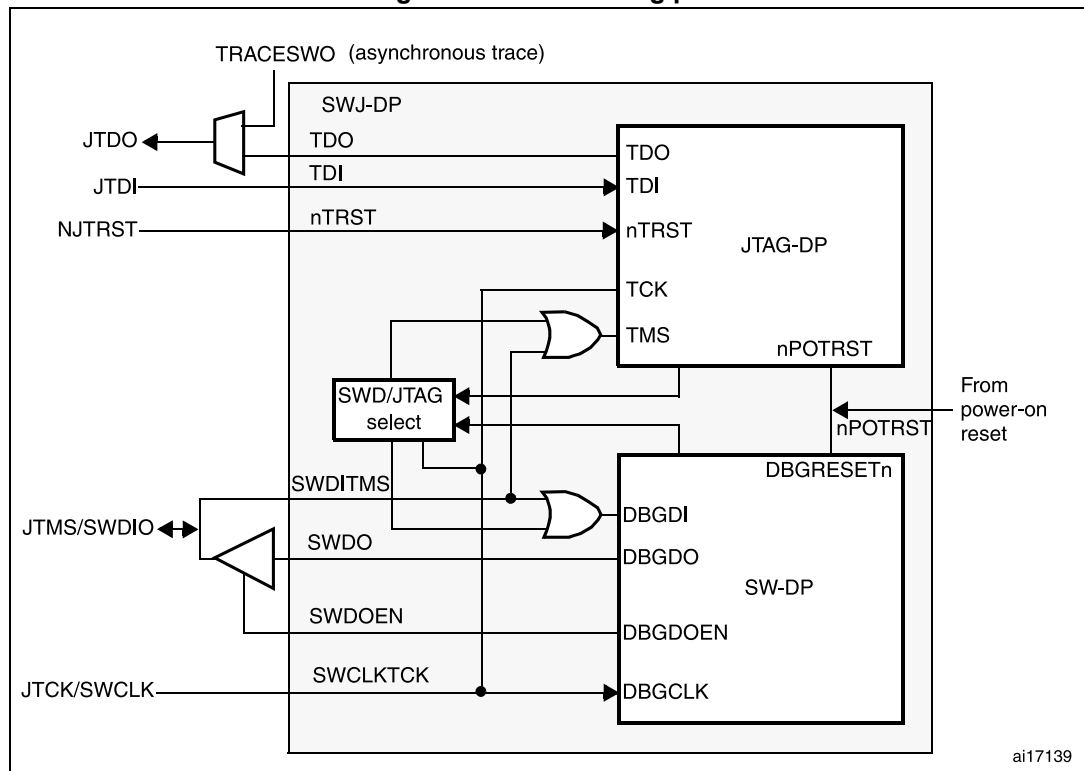 TRACESWO (asynchronous trace)
SWJ-DP
JTDO
TDO
TDO
JTDI
TDI
TDI
NJTRST
nTRST
nTRST
JTAG-DP
TCK
TMS
nPOTRST
SWD/JTAG
select
From
power-on
reset
nPOTRST
DBGRESETn
SWDITMS
JTMS/SWDIO
DBGDI
SWDO
DBGDO
SW-DP
SWDOEN
DBGDOEN
JTCK/SWCLK
SWCLKTCK
DBGCLK
ai17139